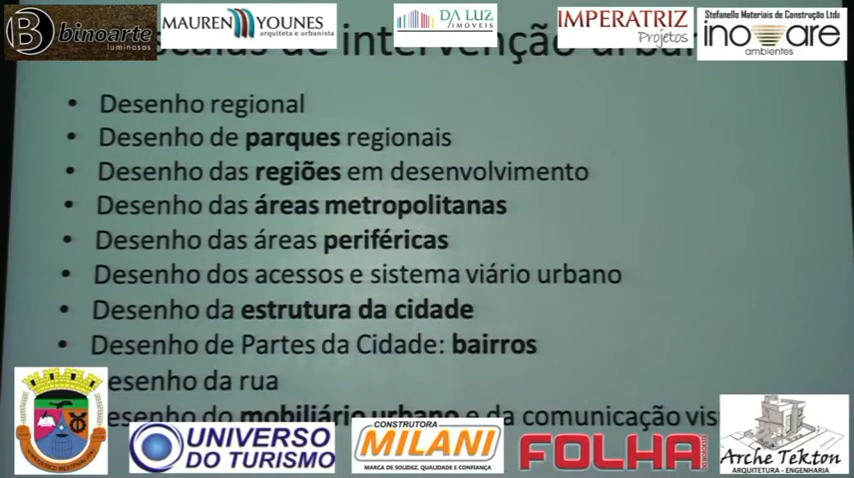 binoarte
luminosos
MAUREN YOUNES
arquiteta e urbanista
DA LUZ
IMÓVEIS
IMPERATRIZ
Projetos
Stefanello Materiais de Construção Ltda
inovare
ambientes
de intervenção
• Desenho regional
• Desenho de parques regionais
• Desenho das regiões em desenvolvimento
• Desenho das áreas metropolitanas
• Desenho das áreas periféricas
• Desenho dos acessos e sistema viário urbano
• Desenho da estrutura da cidade
• Desenho de Partes da Cidade: bairros
esenho da rua
esenho do mobiliário urbano e da comunicação vis
UNIVERSO
DO TURISMO
CONSTRUTORA
MILANI
MARCA DE SOLIDEZ, QUALIDADE E CONFIANÇA
FOLHA
Arche Tekton
ARQUITETURA - ENGENHARIA